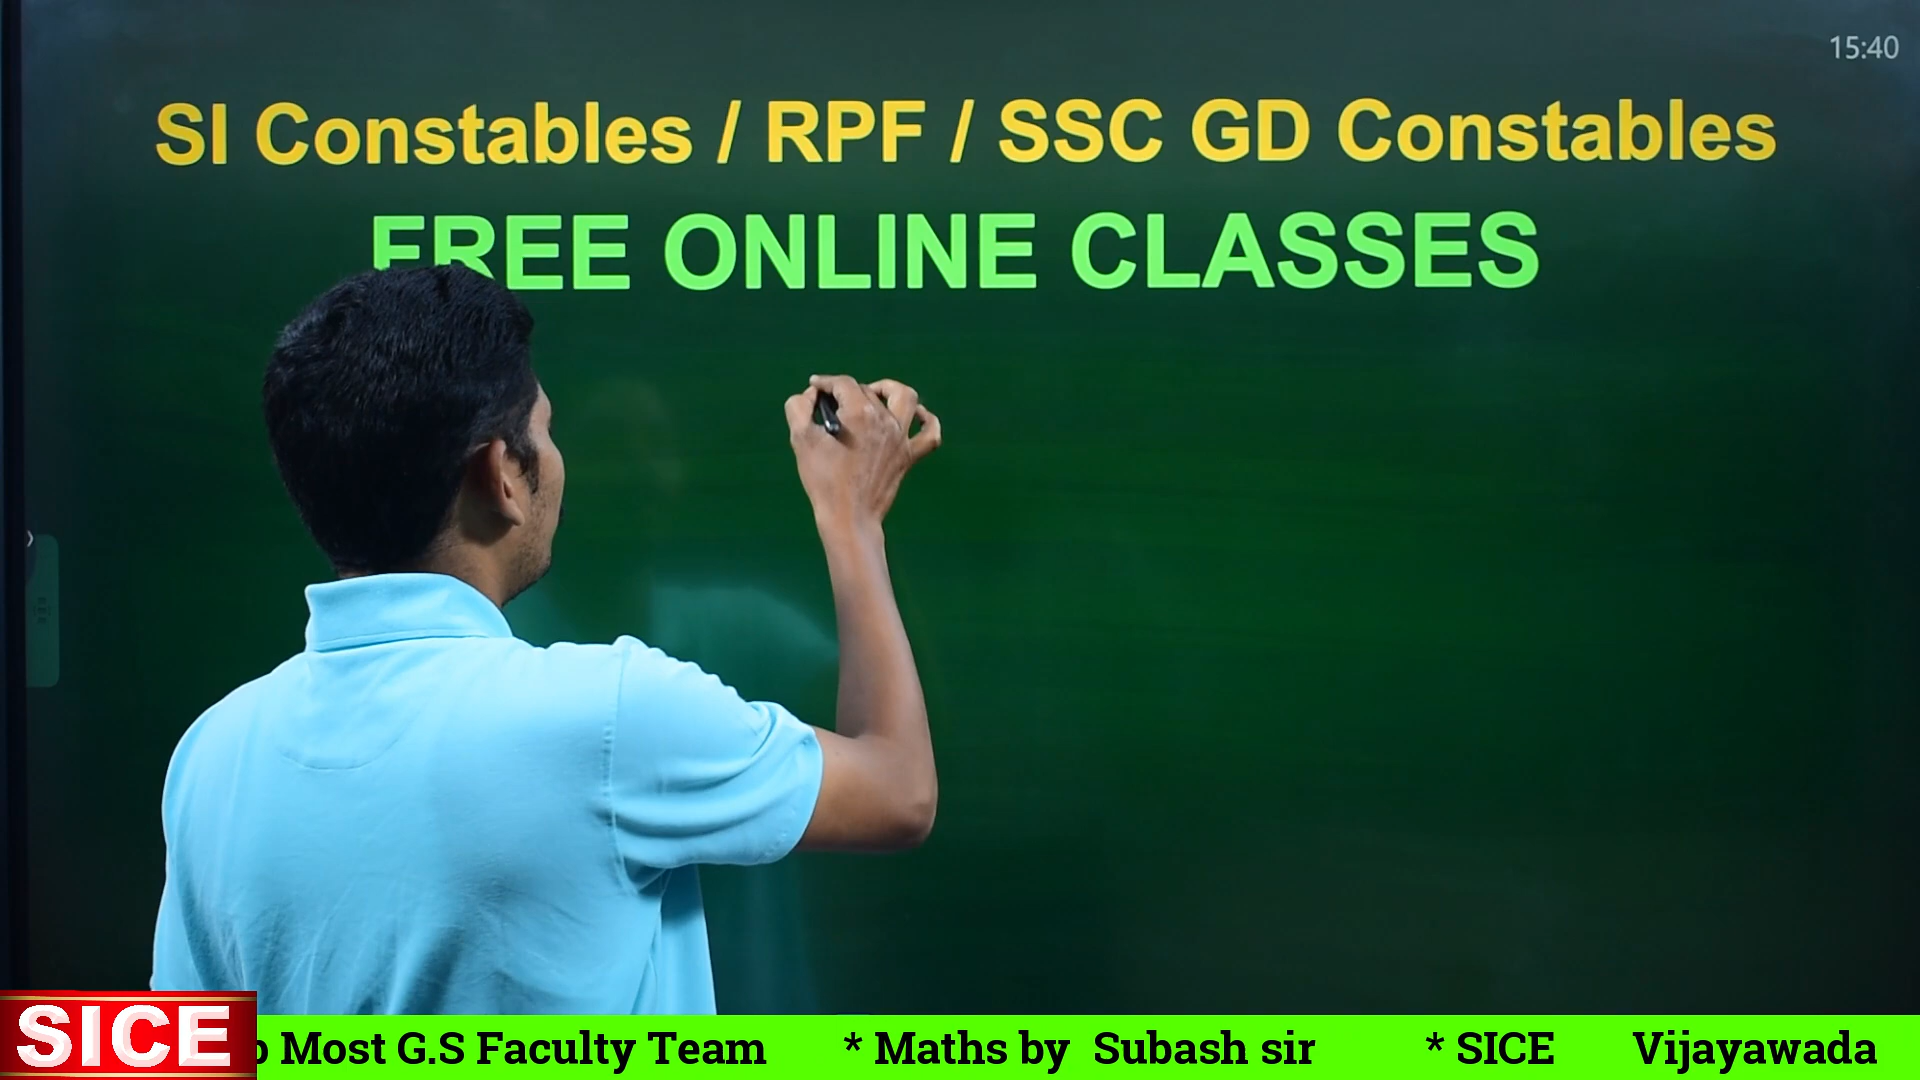 15:40
SI Constables / RPF / SSC GD Constables
FREE ONLINE CLASSES
SICE
Most G.S Faculty Team * Maths by Subash sir * SICE Vijayawada